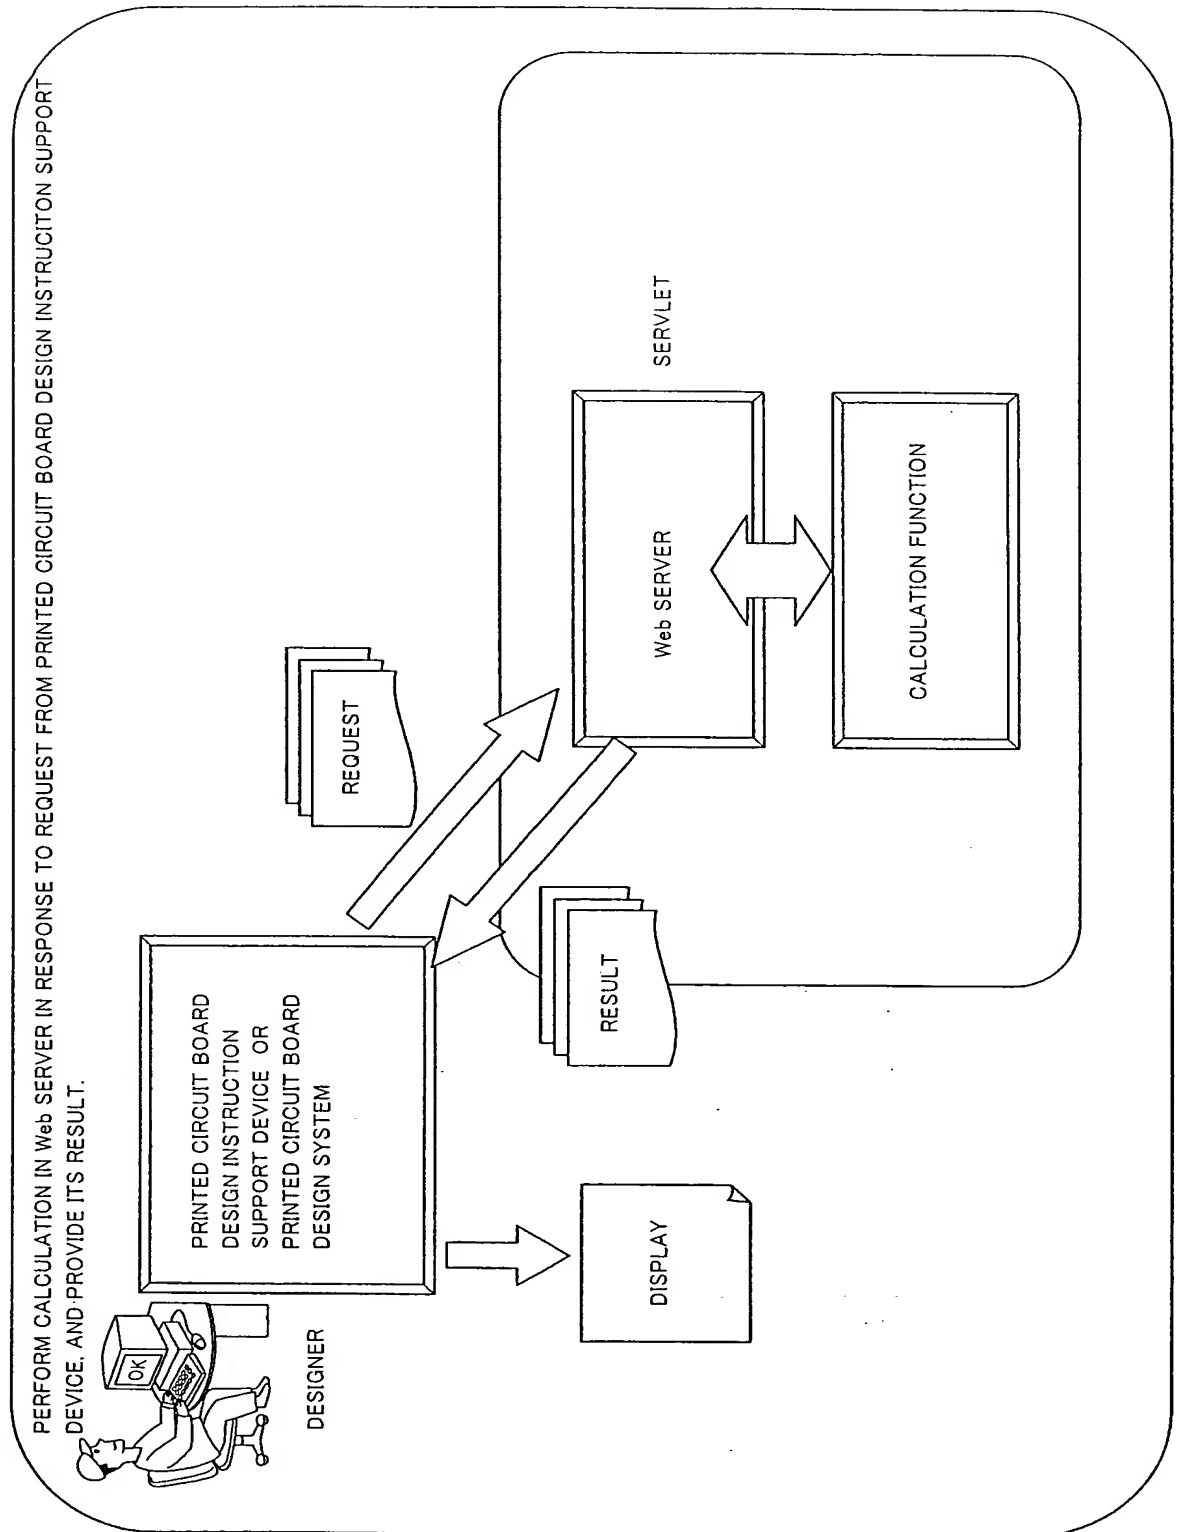 PERFORM CALCULATION IN Web SERVER IN RESPONSE TO REQUEST FROM PRINTED CIRCUIT BOARD DESIGN INSTRUCITON SUPPORT
DEVICE, AND PROVIDE ITS RESULT.
OK
DESIGNER
PRINTED CIRCUIT BOARD
DESIGN INSTRUCTION
SUPPORT DEVICE OR
PRINTED CIRCUIT BOARD
DESIGN SYSTEM
REQUEST
RESULT
DISPLAY
Web SERVER
SERVLET
CALCULATION FUNCTION